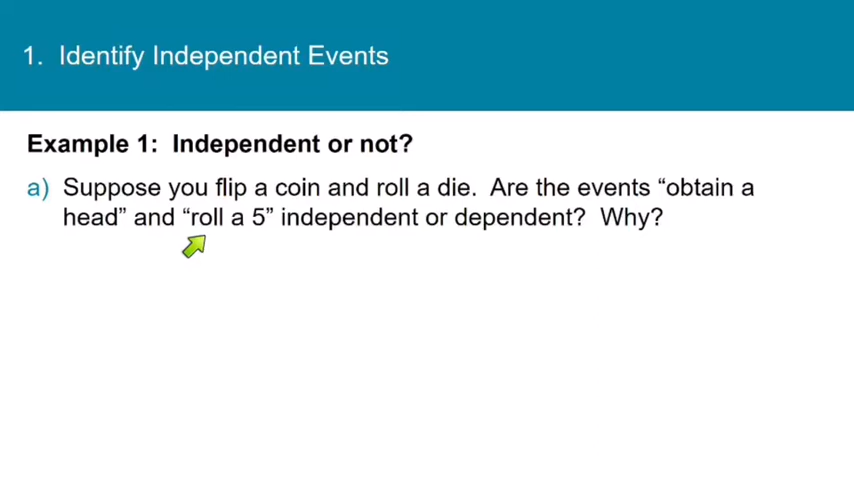 1. Identify Independent Events
Example 1: Independent or not?
a) Suppose you flip a coin and roll a die. Are the events “obtain a
head” and “roll a 5” independent or dependent? Why?